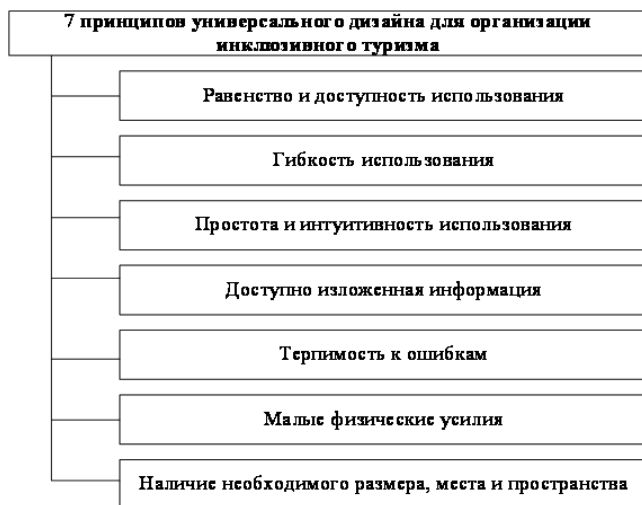 7 принципов универсального дизайна для организации
инклюзивного туризма
Равенство и доступность использования
Гибкость использования
Простота и интуитивность использования
Доступно изложенная информация
Терпимость к ошибкам
Малые физические усилия
Наличие необходимого размера, места и пространства